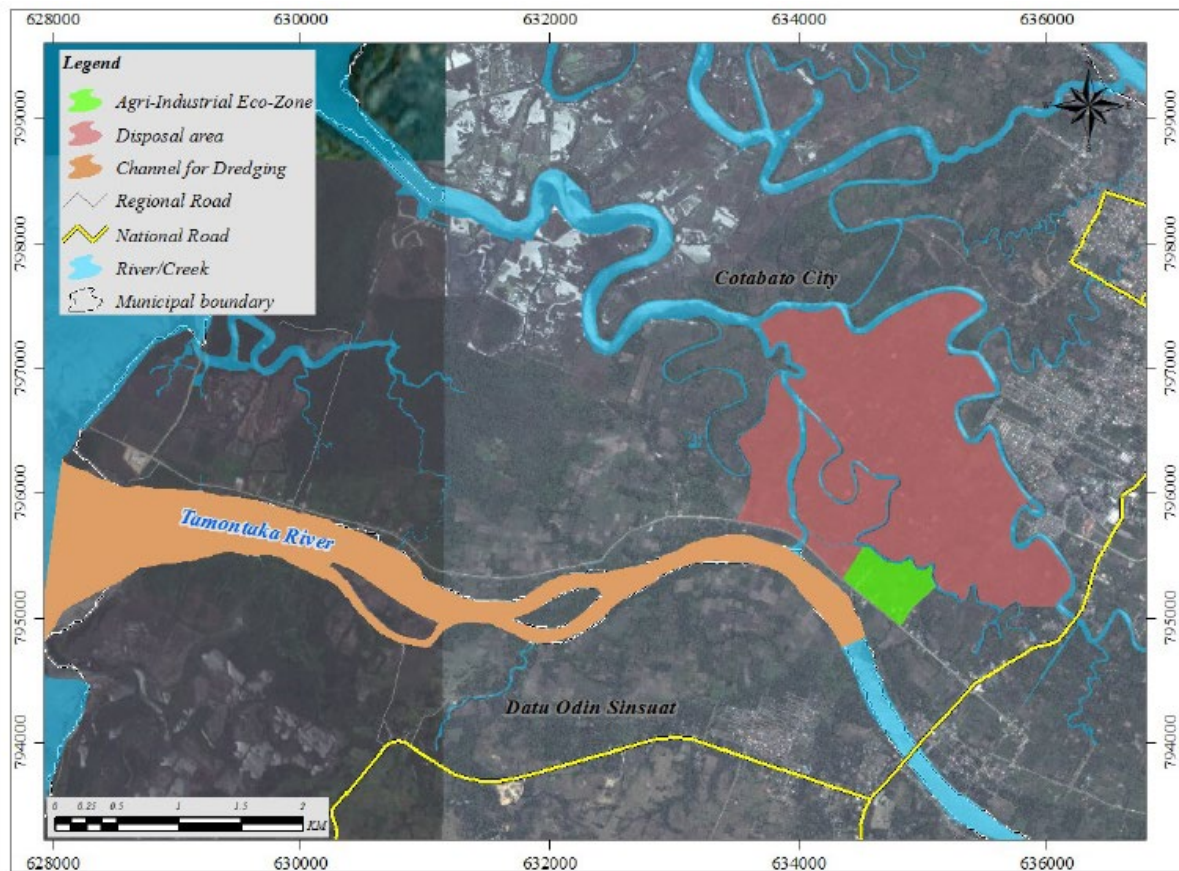 628000 630000 632000 634000 636000
Legend
Agri-Industrial Eco-Zone
Disposal area
Channel for Dredging
Regional Road
National Road
River/Creek
Municipal boundary
799000 799000
798000 798000
Cotabato City
797000 797000
796000 796000
Tamontaka River
795000 795000
Datu Odin Sinsuat
794000 794000
0 0.25 0.5 1 1.5 2
KM
628000 630000 632000 634000 636000